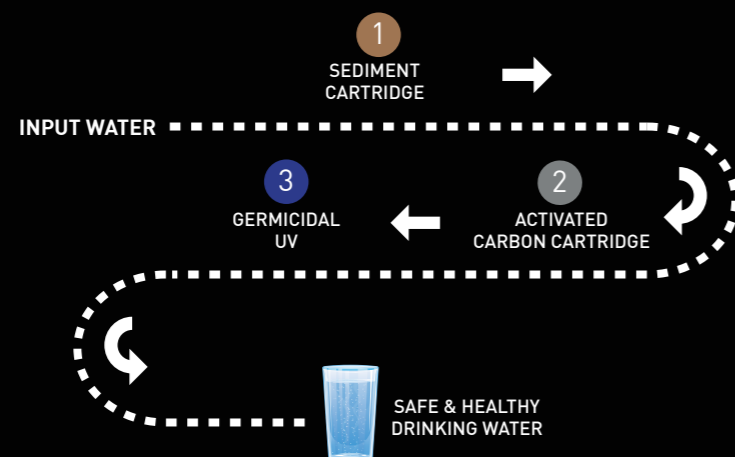 1
SEDIMENT
CARTRIDGE
INPUT WATER
2
ACTIVATED
CARBON CARTRIDGE
3
GERMICIDAL
UV
SAFE & HEALTHY
DRINKING WATER